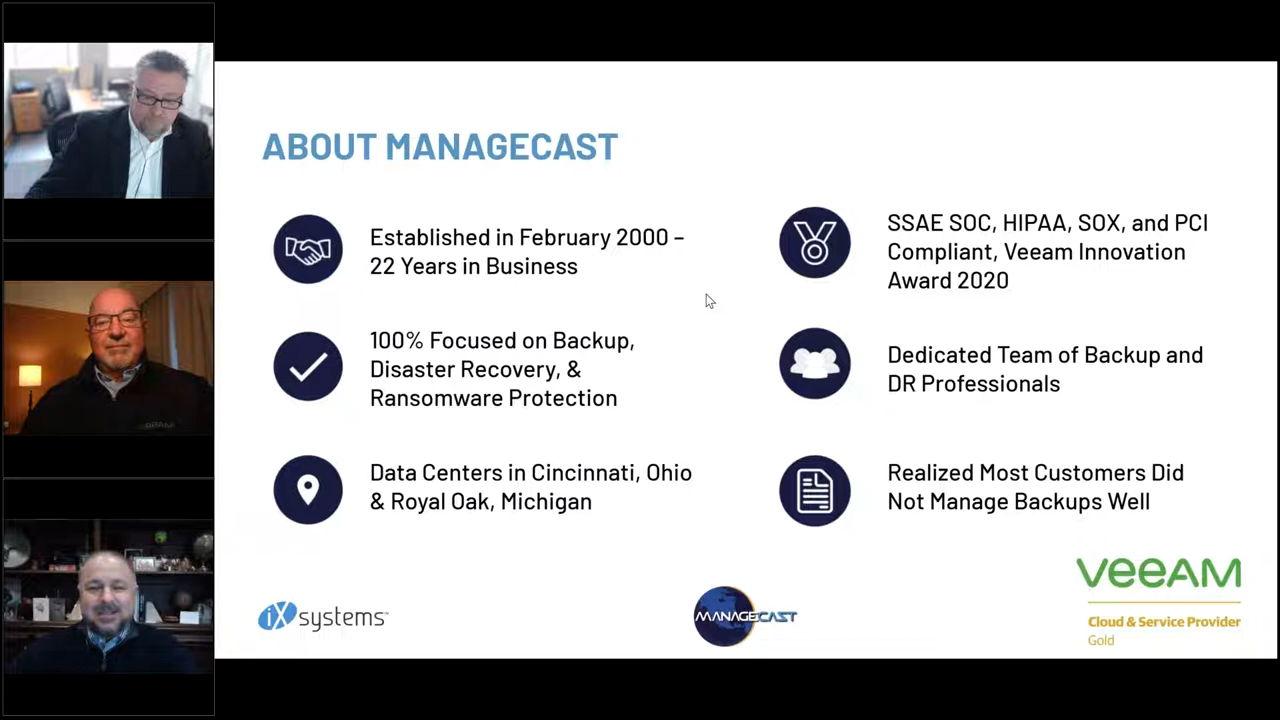 ABOUT MANAGECAST
Established in February 2000 –
22 Years in Business
100% Focused on Backup,
Disaster Recovery, &
Ransomware Protection
Data Centers in Cincinnati, Ohio
& Royal Oak, Michigan
SSAE SOC, HIPAA, SOX, and PCI
Compliant, Veeam Innovation
Award 2020
Dedicated Team of Backup and
DR Professionals
Realized Most Customers Did
Not Manage Backups Well
iXsystems™
MANAGECAST
veeAM
Cloud & Service Provider
Gold